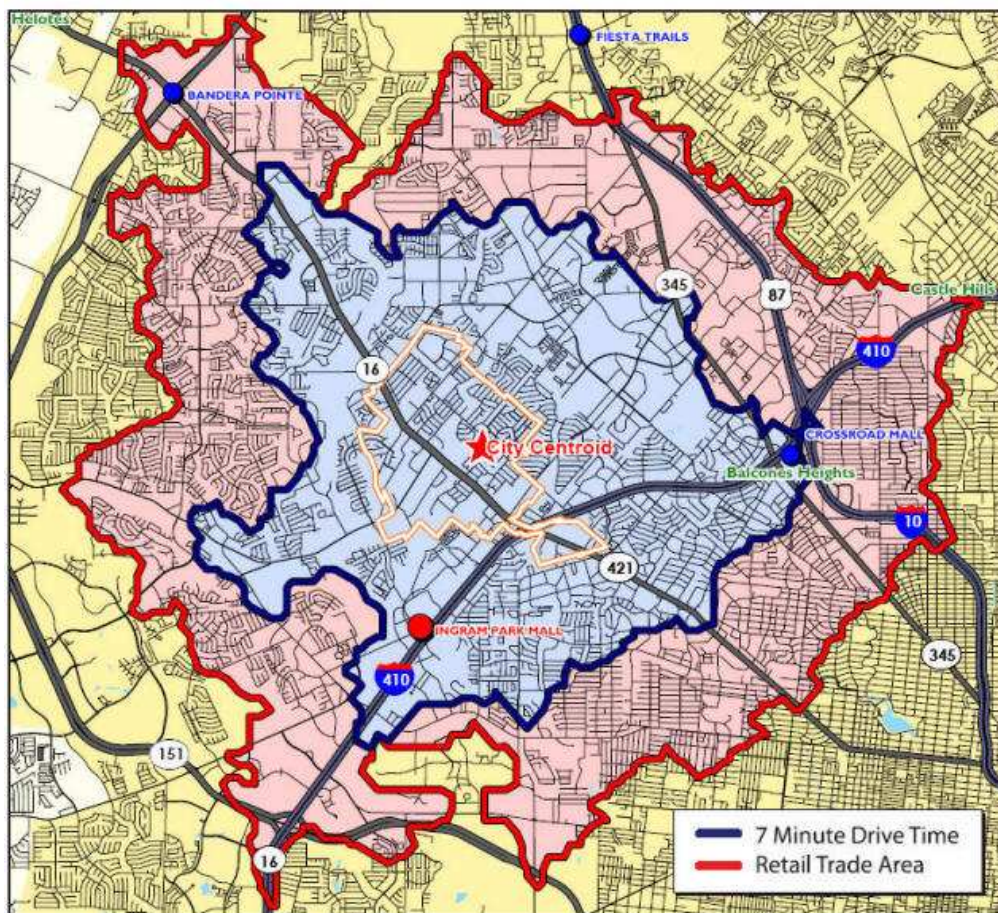 Helotes
FIESTA TRAILS
BANDERA POINTE
345
87
Castle Hills
410
16
City Centroid
CROSSROAD MALL
Balcones Heights
10
421
INGRAM PARK MALL
345
410
151
16
7 Minute Drive Time
Retail Trade Area